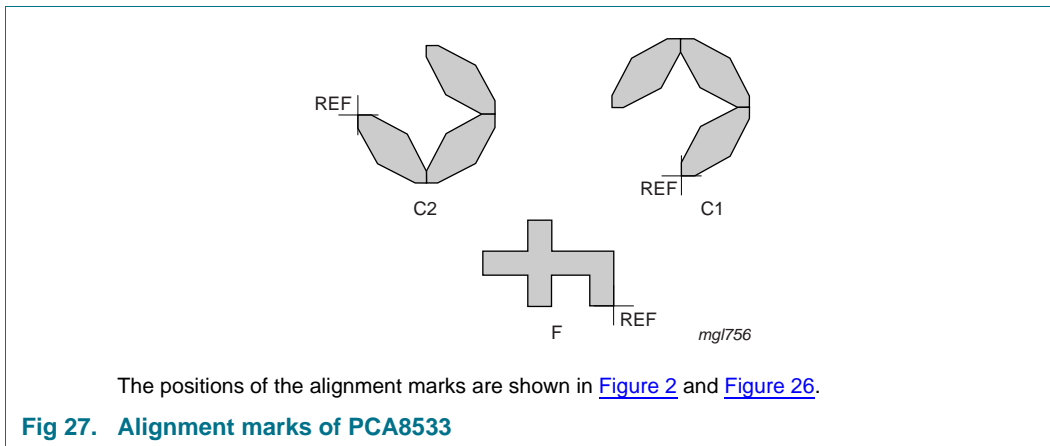 REF
REF
C2
C1
F
REF
mgl756
The positions of the alignment marks are shown in Figure 2 and Figure 26.
Fig 27. Alignment marks of PCA8533